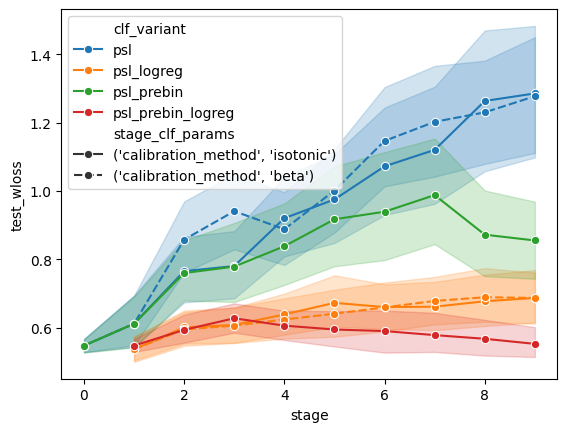 clf_variant
psl
psl_logreg
psl_prebin
psl_prebin_logreg
stage_clf_params
('calibration_method', 'isotonic')
('calibration_method', 'beta')
test_wloss
1.4
1.2
1.0
0.8
0.6
0 2 4 6 8
stage